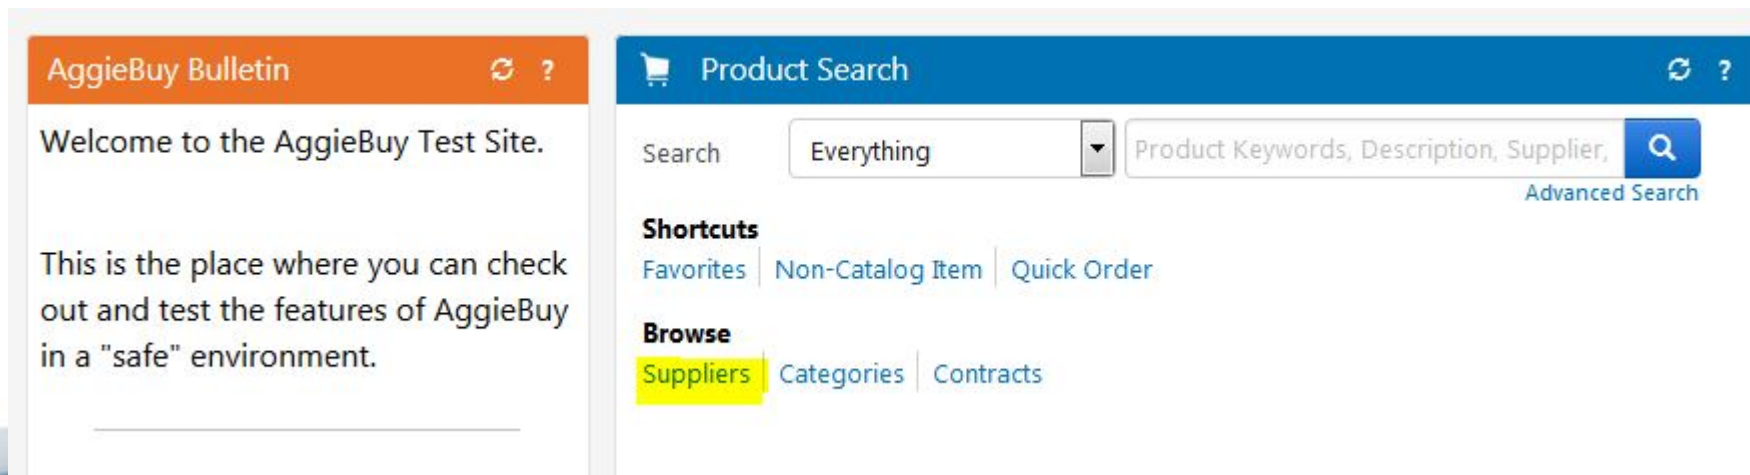 AggieBuy Bulletin ?
Welcome to the AggieBuy Test Site.
This is the place where you can check
out and test the features of AggieBuy
in a "safe" environment.
Product Search ?
Search Everything Product Keywords, Description, Supplier,
Advanced Search
Shortcuts
Favorites Non-Catalog Item Quick Order
Browse
Suppliers Categories Contracts